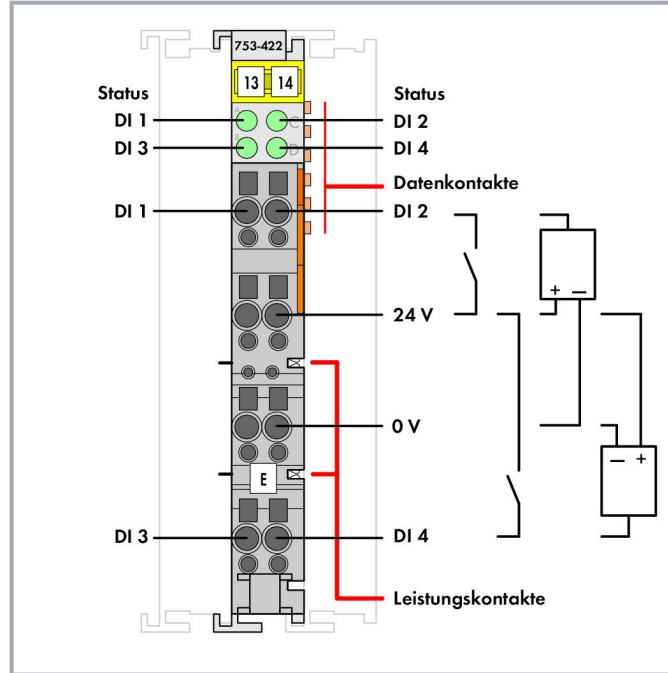 753-422
13 14
Status Status
A C
DI 1 DI 2
B D
DI 3 DI 4
Datenkontakte
DI 1 DI 2
+ —
24 V
0 V
— +
E
DI 3 DI 4
Leistungskontakte